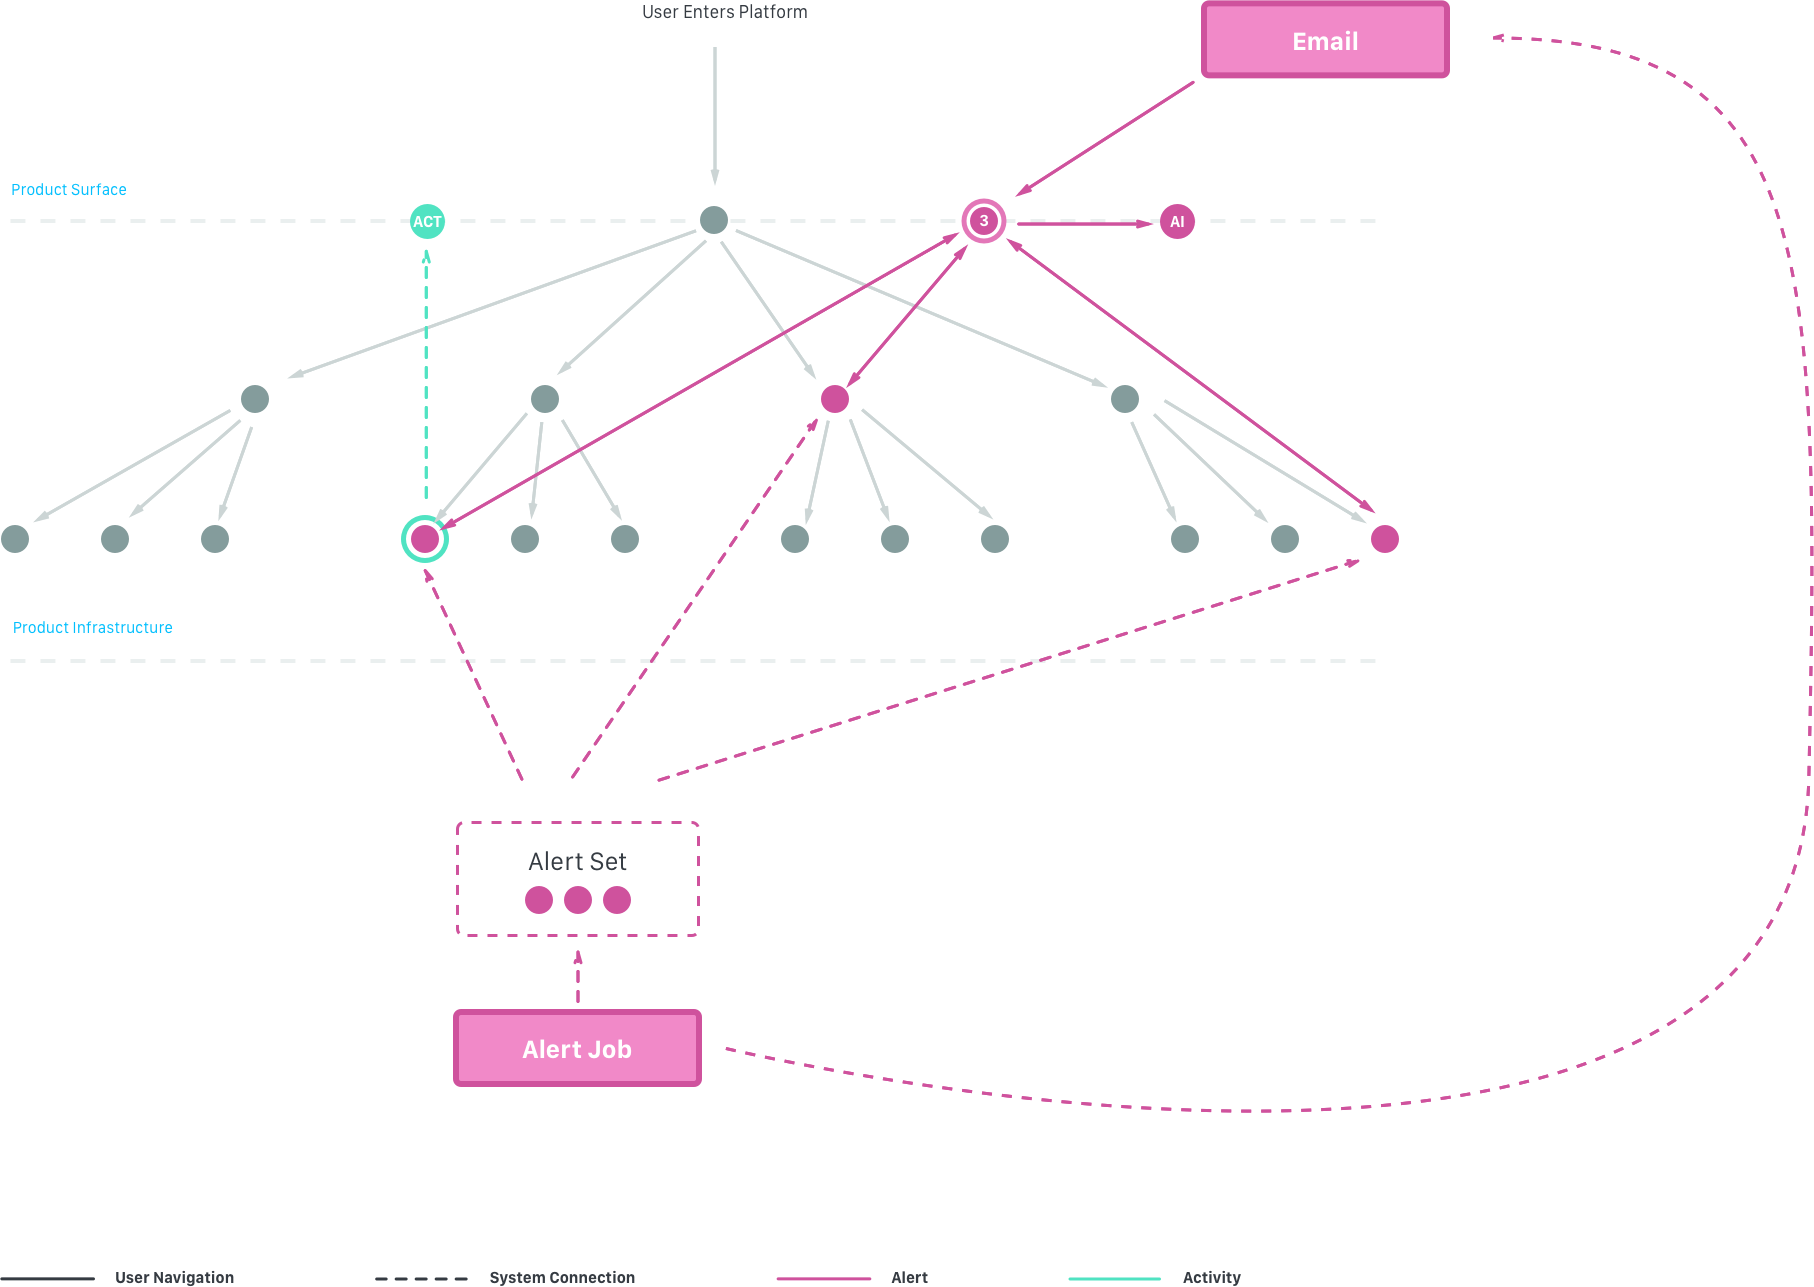 User Enters Platform
Email
Product Surface
ACT
3
AI
Product Infrastructure
Alert Set
Alert Job
User Navigation
System Connection
Alert
Activity